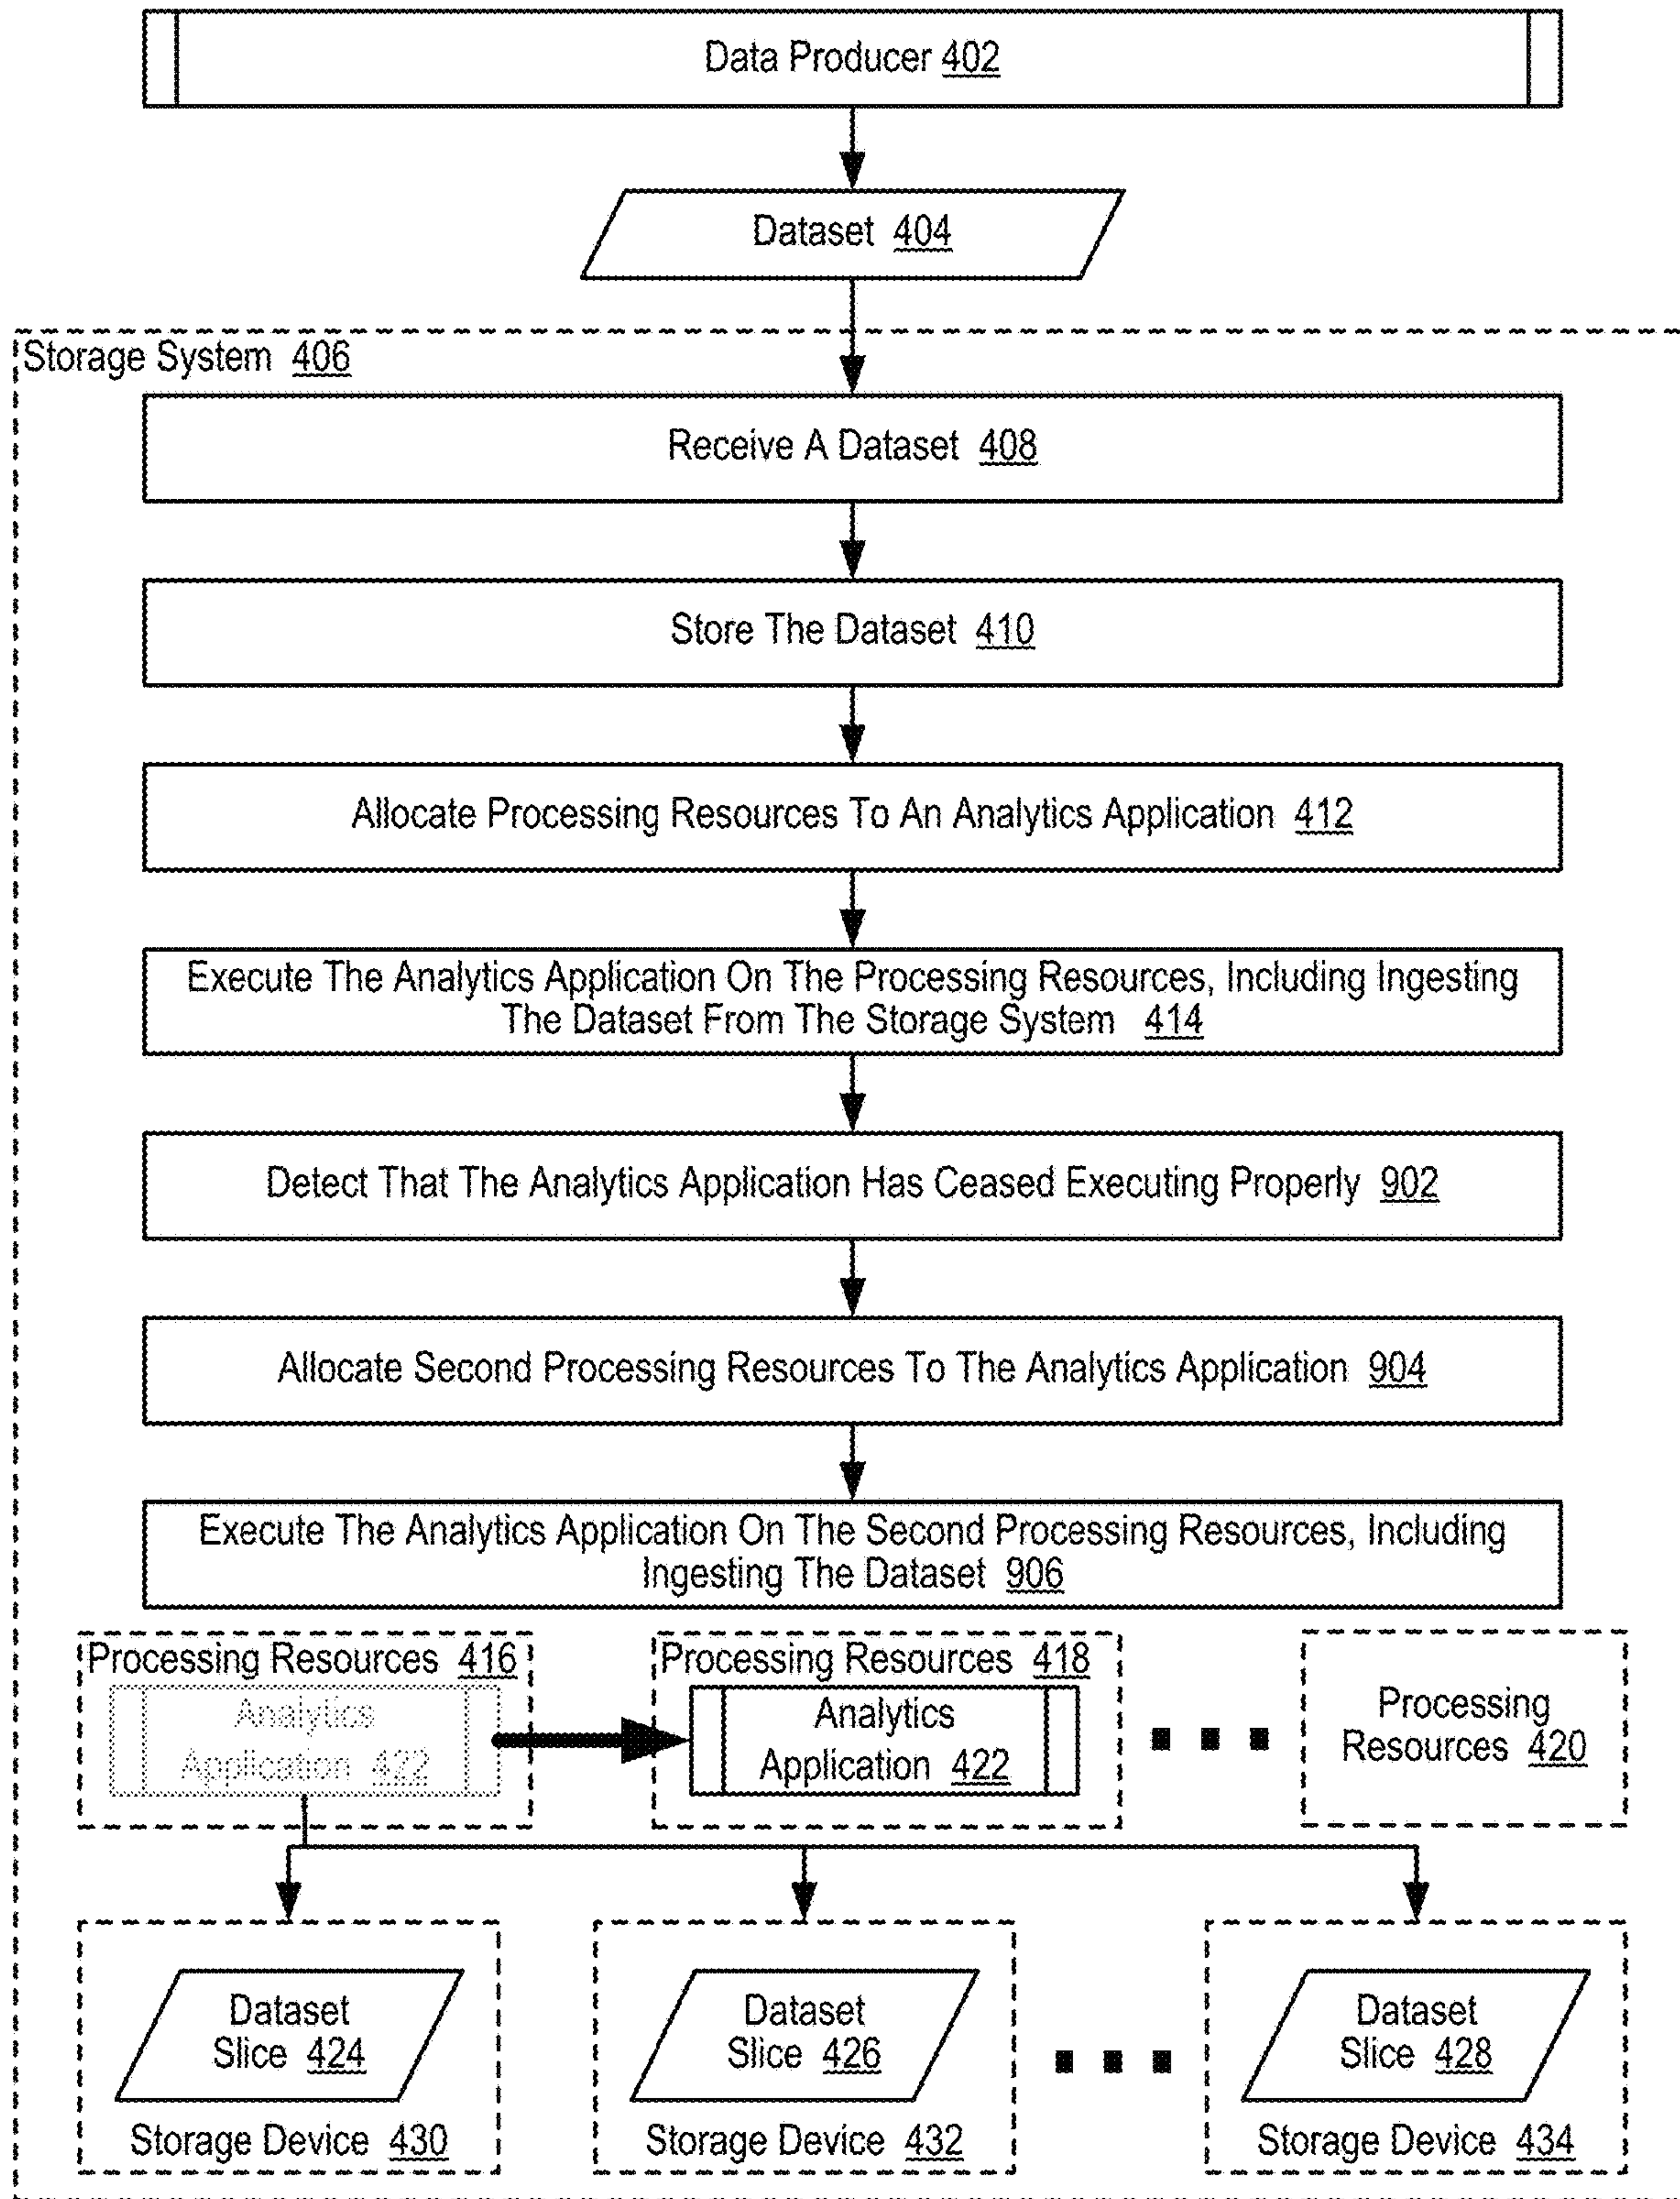 Data Producer 402
Dataset 404
Storage System 406
Receive A Dataset 408
Store The Dataset 410
Allocate Processing Resources To An Analytics Application 412
Execute The Analytics Application On The Processing Resources, Including Ingesting
The Dataset From The Storage System 414
Detect That The Analytics Application Has Ceased Executing Properly 902
Allocate Second Processing Resources To The Analytics Application 904
Execute The Analytics Application On The Second Processing Resources, Including
Ingesting The Dataset 906
Processing Resources 416
Analytics
Application 422
Processing Resources 418
Analytics
Application 422
Processing
Resources 420
Dataset
Slice 424
Storage Device 430
Dataset
Slice 426
Storage Device 432
Dataset
Slice 428
Storage Device 434